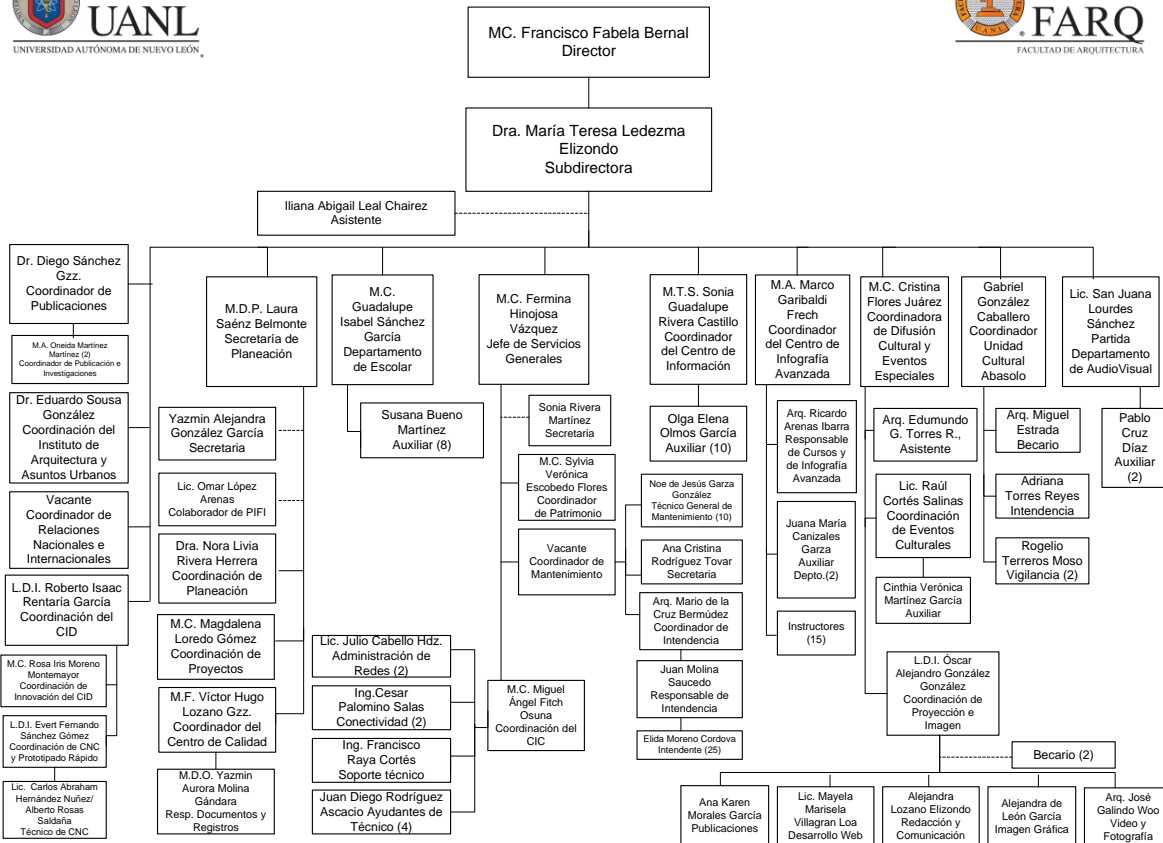 UANL
UNIVERSIDAD AUTÓNOMA DE NUEVO LEÓN
MC. Francisco Fabela Bernal
Director
FARQ
FACULTAD DE ARQUITECTURA
Dra. María Teresa Ledezma
Elizondo
Subdirectora
Iliana Abigail Leal Chairez
Asistente
Dr. Diego Sánchez
Gzz.
Coordinador de
Publicaciones
M.A. Oneida Martínez
Martínez (2)
Coordinador de Publicación e
Investigaciones
Dr. Eduardo Sousa
González
Coordinación del
Instituto de
Arquitectura y
Asuntos Urbanos
Vacante
Coordinador de
Relaciones
Nacionales e
Internacionales
L.D.I. Roberto Isaac
Rentaría García
Coordinación del
CID
M.C. Rosa Iris Moreno
Montemayor
Coordinación de
Innovación del CID
L.D.I. Evert Fernando
Sánchez Gómez
Coordinación de CNC
y Prototipado Rápido
Lic. Carlos Abraham
Hernández Nuñez/
Alberto Rosas
Saldaña
Técnico de CNC
M.D.P. Laura
Saénz Belmonte
Secretaría de
Planeación
Yazmin Alejandra
González García
Secretaria
Lic. Omar López
Arenas
Colaborador de PIFI
Dra. Nora Livia
Rivera Herrera
Coordinación de
Planeación
M.C. Magdalena
Loredo Gómez
Coordinación de
Proyectos
M.F. Víctor Hugo
Lozano Gzz.
Coordinador del
Centro de Calidad
M.D.O. Yazmin
Aurora Molina
Gándara
Resp. Documentos y
Registros
M.C.
Guadalupe
Isabel Sánchez
García
Departamento
de Escolar
Susana Bueno
Martínez
Auxiliar (8)
M.C. Fermina
Hinojosa
Vázquez
Jefe de Servicios
Generales
Sonia Rivera
Martínez
Secretaria
M.C. Sylvia
Verónica
Escobedo Flores
Coordinador
de Patrimonio
Vacante
Coordinador de
Mantenimiento
Noe de Jesús Garza
González
Técnico General de
Mantenimiento (10)
Ana Cristina
Rodríguez Tovar
Secretaria
Arq. Mario de la
Cruz Bermúdez
Coordinador de
Intendencia
Juan Molina
Saucedo
Responsable de
Intendencia
Elida Moreno Cordova
Intendente (25)
M.C. Miguel
Ángel Fitch
Osuna
Coordinación del
CIC
Lic. Julio Cabello Hdz.
Administración de
Redes (2)
Ing.Cesar
Palomino Salas
Conectividad (2)
Ing. Francisco
Raya Cortés
Soporte técnico
Juan Diego Rodríguez
Ascacio Ayudantes de
Técnico (4)
M.T.S. Sonia
Guadalupe
Rivera Castillo
Coordinador
del Centro de
Información
Olga Elena
Olmos García
Auxiliar (10)
M.A. Marco
Garibaldi
Frech
Coordinador
del Centro de
Infografía
Avanzada
Arq. Ricardo
Arenas Ibarra
Responsable
de Cursos y
de Infografía
Avanzada
Juana María
Canizales
Garza
Auxiliar
Depto.(2)
Instructores
(15)
M.C. Cristina
Flores Juárez
Coordinadora
de Difusión
Cultural y
Eventos
Especiales
Arq. Edumundo
G. Torres R.,
Asistente
Lic. Raúl
Cortés Salinas
Coordinación
de Eventos
Culturales
Cinthia Verónica
Martínez García
Auxiliar
L.D.I. Óscar
Alejandro González
González
Coordinación de
Proyección e
Imagen
Becario (2)
Ana Karen
Morales García
Publicaciones
Lic. Mayela
Marisela
Villagran Loa
Desarrollo Web
Alejandra
Lozano Elizondo
Redacción y
Comunicación
Alejandra de
León García
Imagen Gráfica
Arq. José
Galindo Woo
Video y
Fotografía
Gabriel
González
Caballero
Coordinador
Unidad
Cultural
Abasolo
Arq. Miguel
Estrada
Becario
Adriana
Torres Reyes
Intendencia
Rogelio
Terreros Moso
Vigilancia (2)
Lic. San Juana
Lourdes
Sánchez
Partida
Departamento
de AudioVisual
Pablo
Cruz
Díaz
Auxiliar
(2)